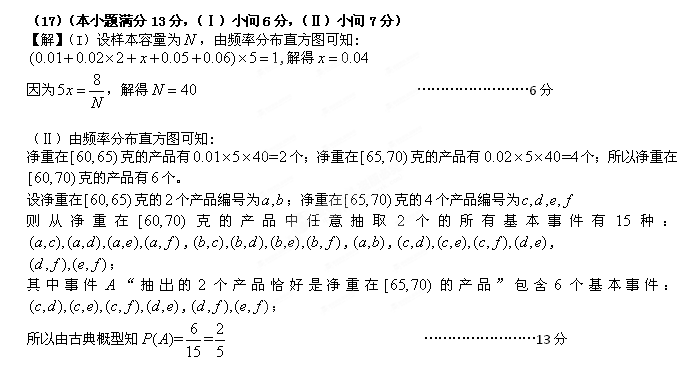 (17)(本小题满分 13 分,(Ⅰ)小问 6 分,(Ⅱ)小问 7 分)
【解】(I) 设样本容量为 N , 由频率分布直方图可知:
(0.01+0.02×2+x+0.05+0.06)×5=1, 解得 x=0.04
因为 5x=8/N, 解得 N=40 ……………………6 分
(Ⅱ) 由频率分布直方图可知:
净重在[60,65)克的产品有 0.01×5×40=2个; 净重在[65,70)克的产品有 0.02×5×40=4个; 所以净重在
[60,70)克的产品有6个。
设净重在[60,65)克的2个产品编号为a,b; 净重在[65,70)克的4个产品编号为c,d,e,f
则从净重在[60,70)克的产品中任意抽取2个的所有基本事件有15种:
(a,c),(a,d),(a,e),(a,f), (b,c),(b,d),(b,e),(b,f), (a,b), (c,d),(c,e),(c,f),(d,e),
(d,f),(e,f);
其中事件A“抽出的2个产品恰好是净重在[65,70)的产品”包含6个基本事件:
(c,d),(c,e),(c,f),(d,e), (d,f),(e,f);
所以由古典概型知 P(A)=6/15=2/5 ……………………13 分